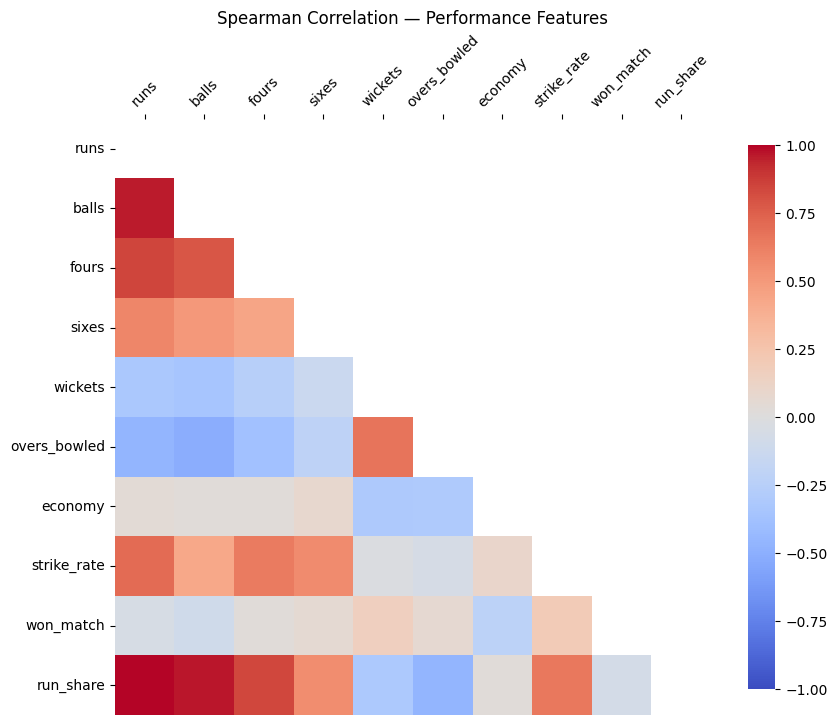 Spearman Correlation — Performance Features
runs
balls
fours
sixes
wickets
overs_bowled
economy
strike_rate
won_match
run_share
runs
balls
fours
sixes
wickets
overs_bowled
economy
strike_rate
won_match
run_share
1.00
0.75
0.50
0.25
0.00
−0.25
−0.50
−0.75
−1.00